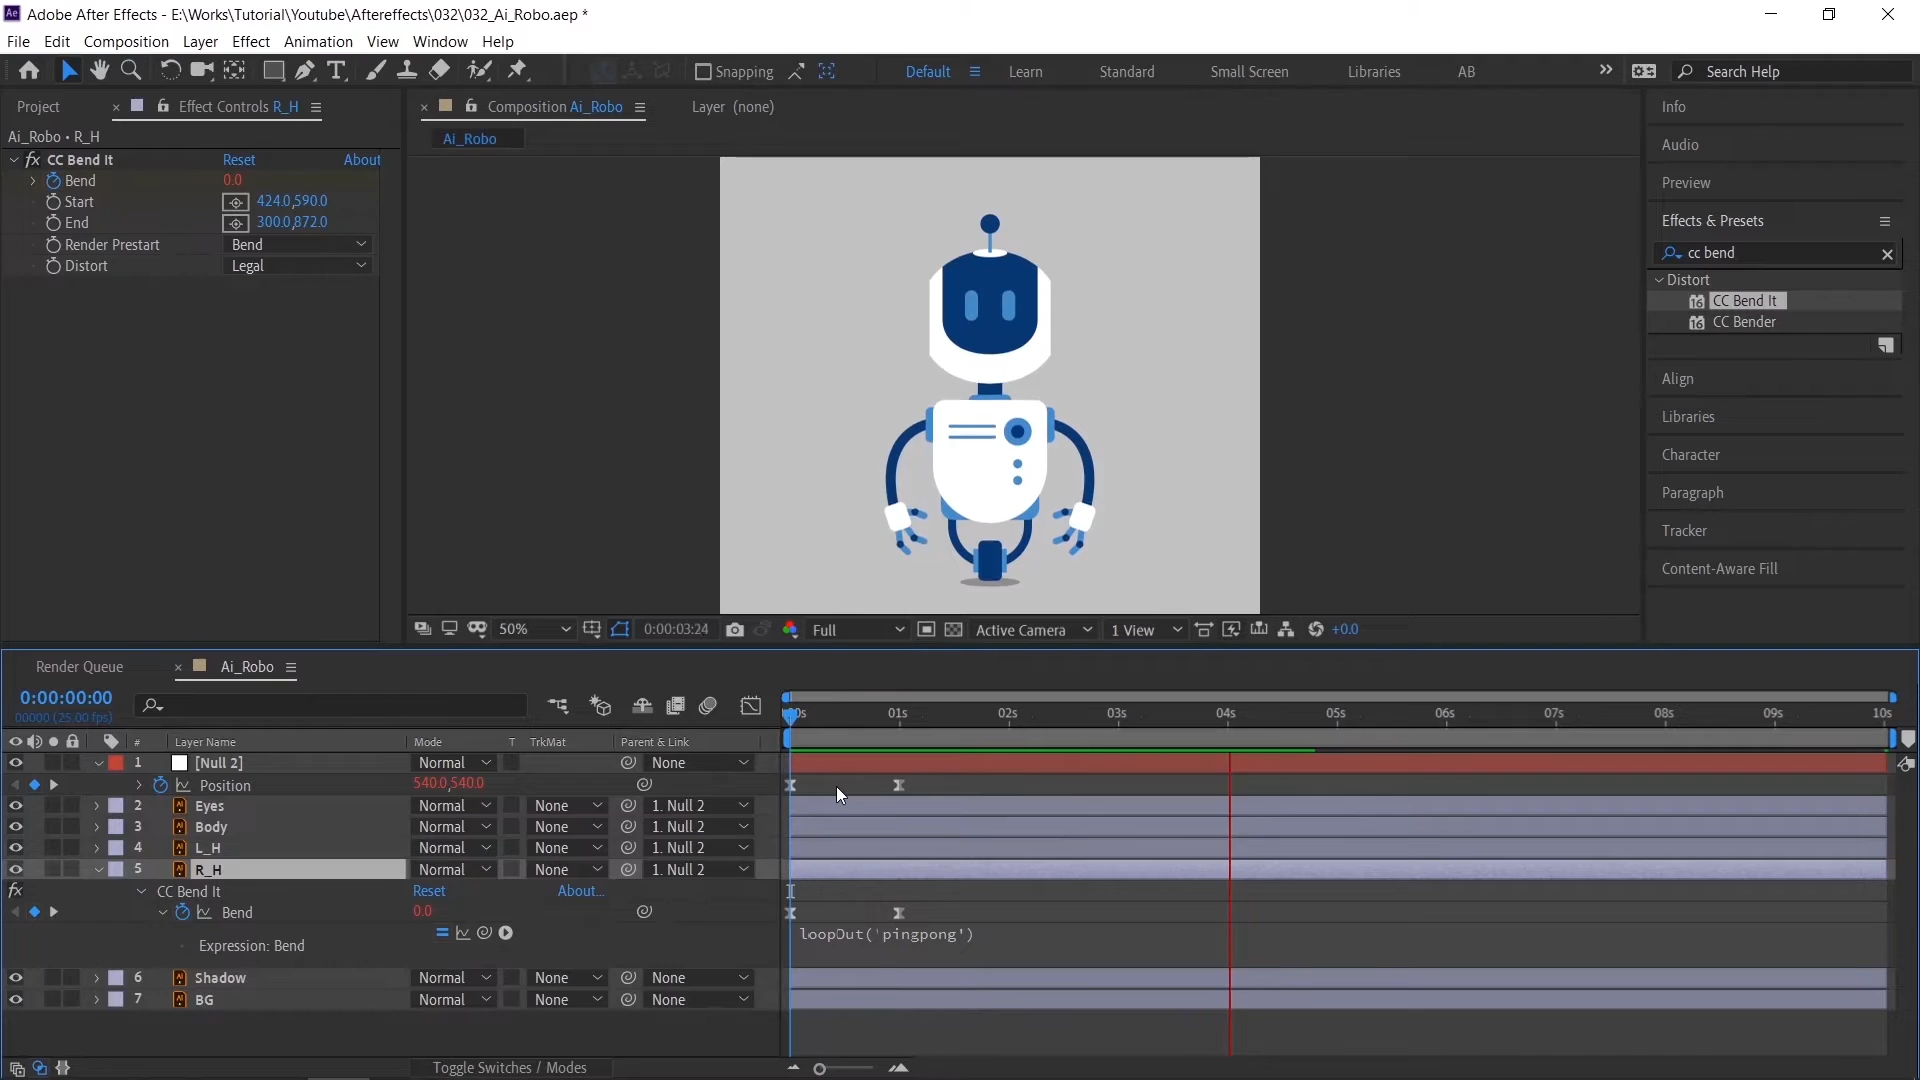 Adobe After Effects - E:\Works\Tutorial\Youtube\Aftereffects\032\032_Ai_Robo.aep *
File Edit Composition Layer Effect Animation View Window Help
Snapping Default Learn Standard Small Screen Libraries AB Search Help
Project Effect Controls R_H
Composition Ai_Robo Layer (none)
Ai_Robo • R_H
Ai_Robo
fx CC Bend It Reset About
Bend 0.0
Start 424.0,590.0
End 300.0,872.0
Render Prestart Bend
Distort Legal
Info
Audio
Preview
Effects & Presets
cc bend
Distort
CC Bend It
CC Bender
Align
Libraries
Character
Paragraph
Tracker
Content-Aware Fill
50% 0:00:03:24 Full Active Camera 1 View +0.0
Render Queue Ai_Robo
0:00:00:00
00000 (25.00 fps)
01s 02s 03s 04s 05s 06s 07s 08s 09s 10s
# Layer Name Mode T TrkMat Parent & Link
1 [Null 2] Normal None
Position 540.0,540.0
2 Eyes Normal None 1. Null 2
3 Body Normal None 1. Null 2
4 L_H Normal None 1. Null 2
5 R_H Normal None 1. Null 2
fx CC Bend It Reset About...
Bend 0.0
Expression: Bend loopOut('pingpong')
6 Shadow Normal None None
7 BG Normal None None
Toggle Switches / Modes